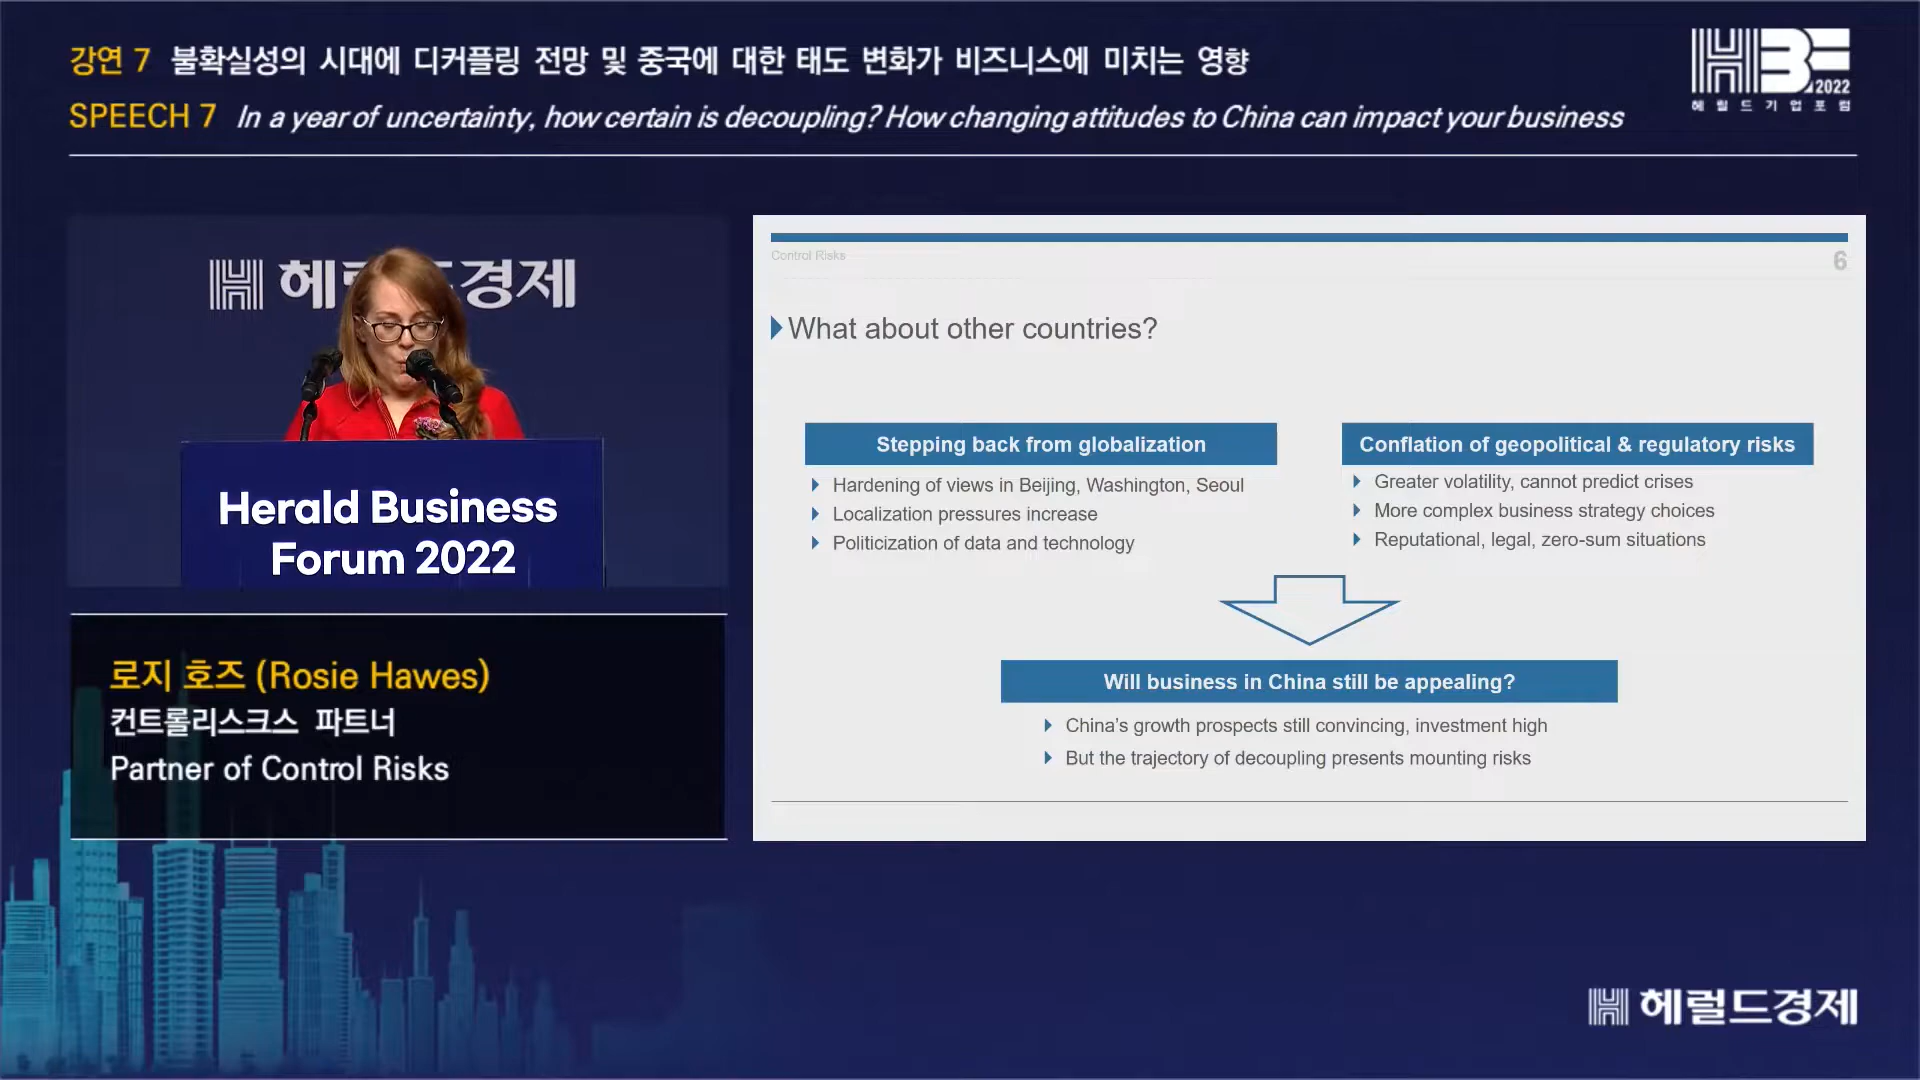 강연 7 불확실성의 시대에 디커플링 전망 및 중국에 대한 태도 변화가 비즈니스에 미치는 영향
SPEECH 7 In a year of uncertainty, how certain is decoupling? How changing attitudes to China can impact your business
HBF 2022
헤럴드기업포럼
헤럴드경제
Herald Business
Forum 2022
로지 호즈 (Rosie Hawes)
컨트롤리스크스 파트너
Partner of Control Risks
Control Risks
6
What about other countries?
Stepping back from globalization
Hardening of views in Beijing, Washington, Seoul
Localization pressures increase
Politicization of data and technology
Conflation of geopolitical & regulatory risks
Greater volatility, cannot predict crises
More complex business strategy choices
Reputational, legal, zero-sum situations
Will business in China still be appealing?
China’s growth prospects still convincing, investment high
But the trajectory of decoupling presents mounting risks
헤럴드경제